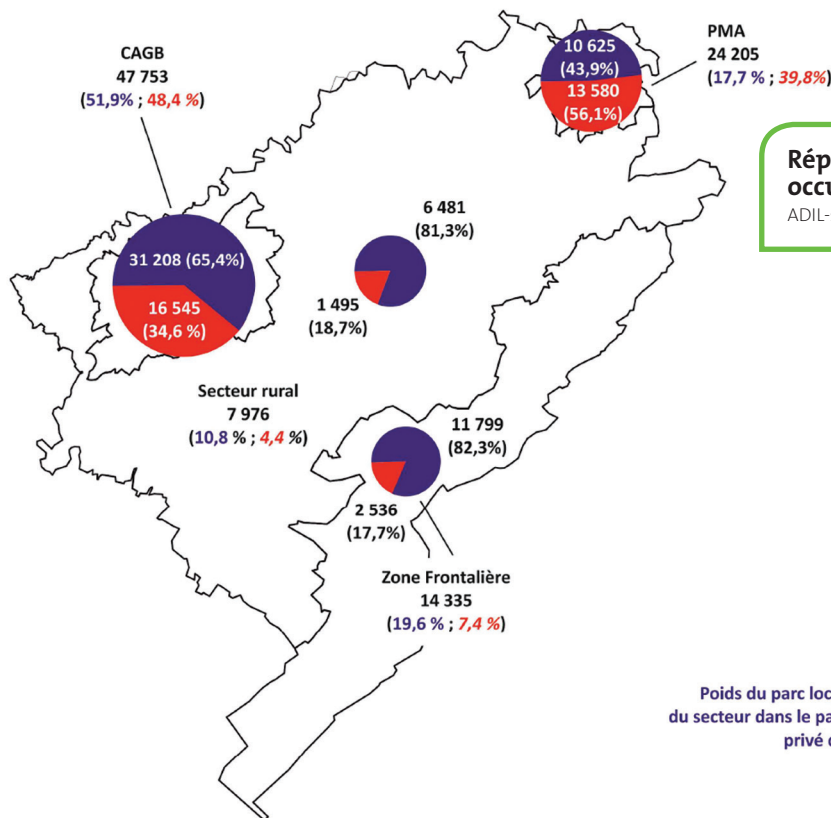 CAGB
47 753
(51,9% ; 48,4 %)
10 625
(43,9%)
13 580
(56,1%)
PMA
24 205
(17,7 % ; 39,8%)
Rép
occu
ADIL-
31 208 (65,4%)
16 545
(34,6 %)
6 481
(81,3%)
1 495
(18,7%)
Secteur rural
7 976
(10,8 % ; 4,4 %)
11 799
(82,3%)
2 536
(17,7%)
Zone Frontalière
14 335
(19,6 % ; 7,4 %)
Poids du parc loc
du secteur dans le pa
privé d